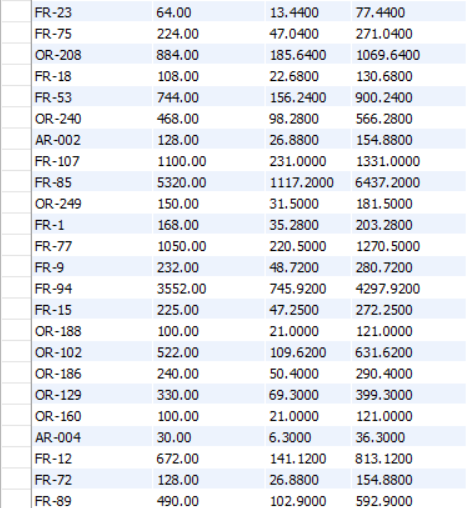 FR-23 64.00 13.4400 77.4400
FR-75 224.00 47.0400 271.0400
OR-208 884.00 185.6400 1069.6400
FR-18 108.00 22.6800 130.6800
FR-53 744.00 156.2400 900.2400
OR-240 468.00 98.2800 566.2800
AR-002 128.00 26.8800 154.8800
FR-107 1100.00 231.0000 1331.0000
FR-85 5320.00 1117.2000 6437.2000
OR-249 150.00 31.5000 181.5000
FR-1 168.00 35.2800 203.2800
FR-77 1050.00 220.5000 1270.5000
FR-9 232.00 48.7200 280.7200
FR-94 3552.00 745.9200 4297.9200
FR-15 225.00 47.2500 272.2500
OR-188 100.00 21.0000 121.0000
OR-102 522.00 109.6200 631.6200
OR-186 240.00 50.4000 290.4000
OR-129 330.00 69.3000 399.3000
OR-160 100.00 21.0000 121.0000
AR-004 30.00 6.3000 36.3000
FR-12 672.00 141.1200 813.1200
FR-72 128.00 26.8800 154.8800
FR-89 490.00 102.9000 592.9000